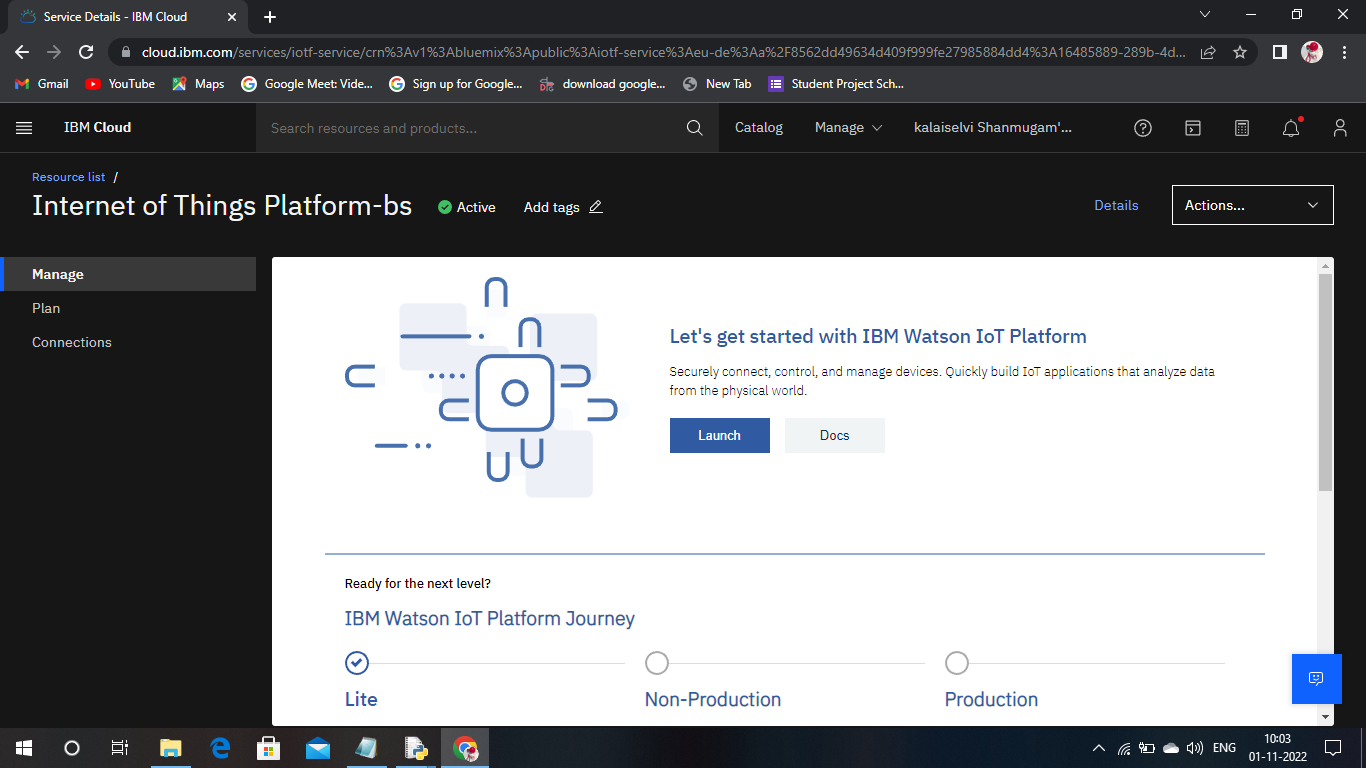 Service Details - IBM Cloud
cloud.ibm.com/services/iotf-service/crn%3Av1%3Abluemix%3Apublic%3Aiotf-service%3Aeu-de%3Aa%2F8562dd49634d409f999fe27985884dd4%3A16485889-289b-4d...
Gmail YouTube Maps Google Meet: Vide... Sign up for Google... download google... New Tab Student Project Sch...
IBM Cloud Search resources and products... Catalog Manage kalaiselvi Shanmugam'...
Resource list /
Internet of Things Platform-bs Active Add tags Details Actions...
Manage
Plan
Connections
Let's get started with IBM Watson IoT Platform
Securely connect, control, and manage devices. Quickly build IoT applications that analyze data
from the physical world.
Launch Docs
Ready for the next level?
IBM Watson IoT Platform Journey
Lite Non-Production Production
ENG 10:03
01-11-2022